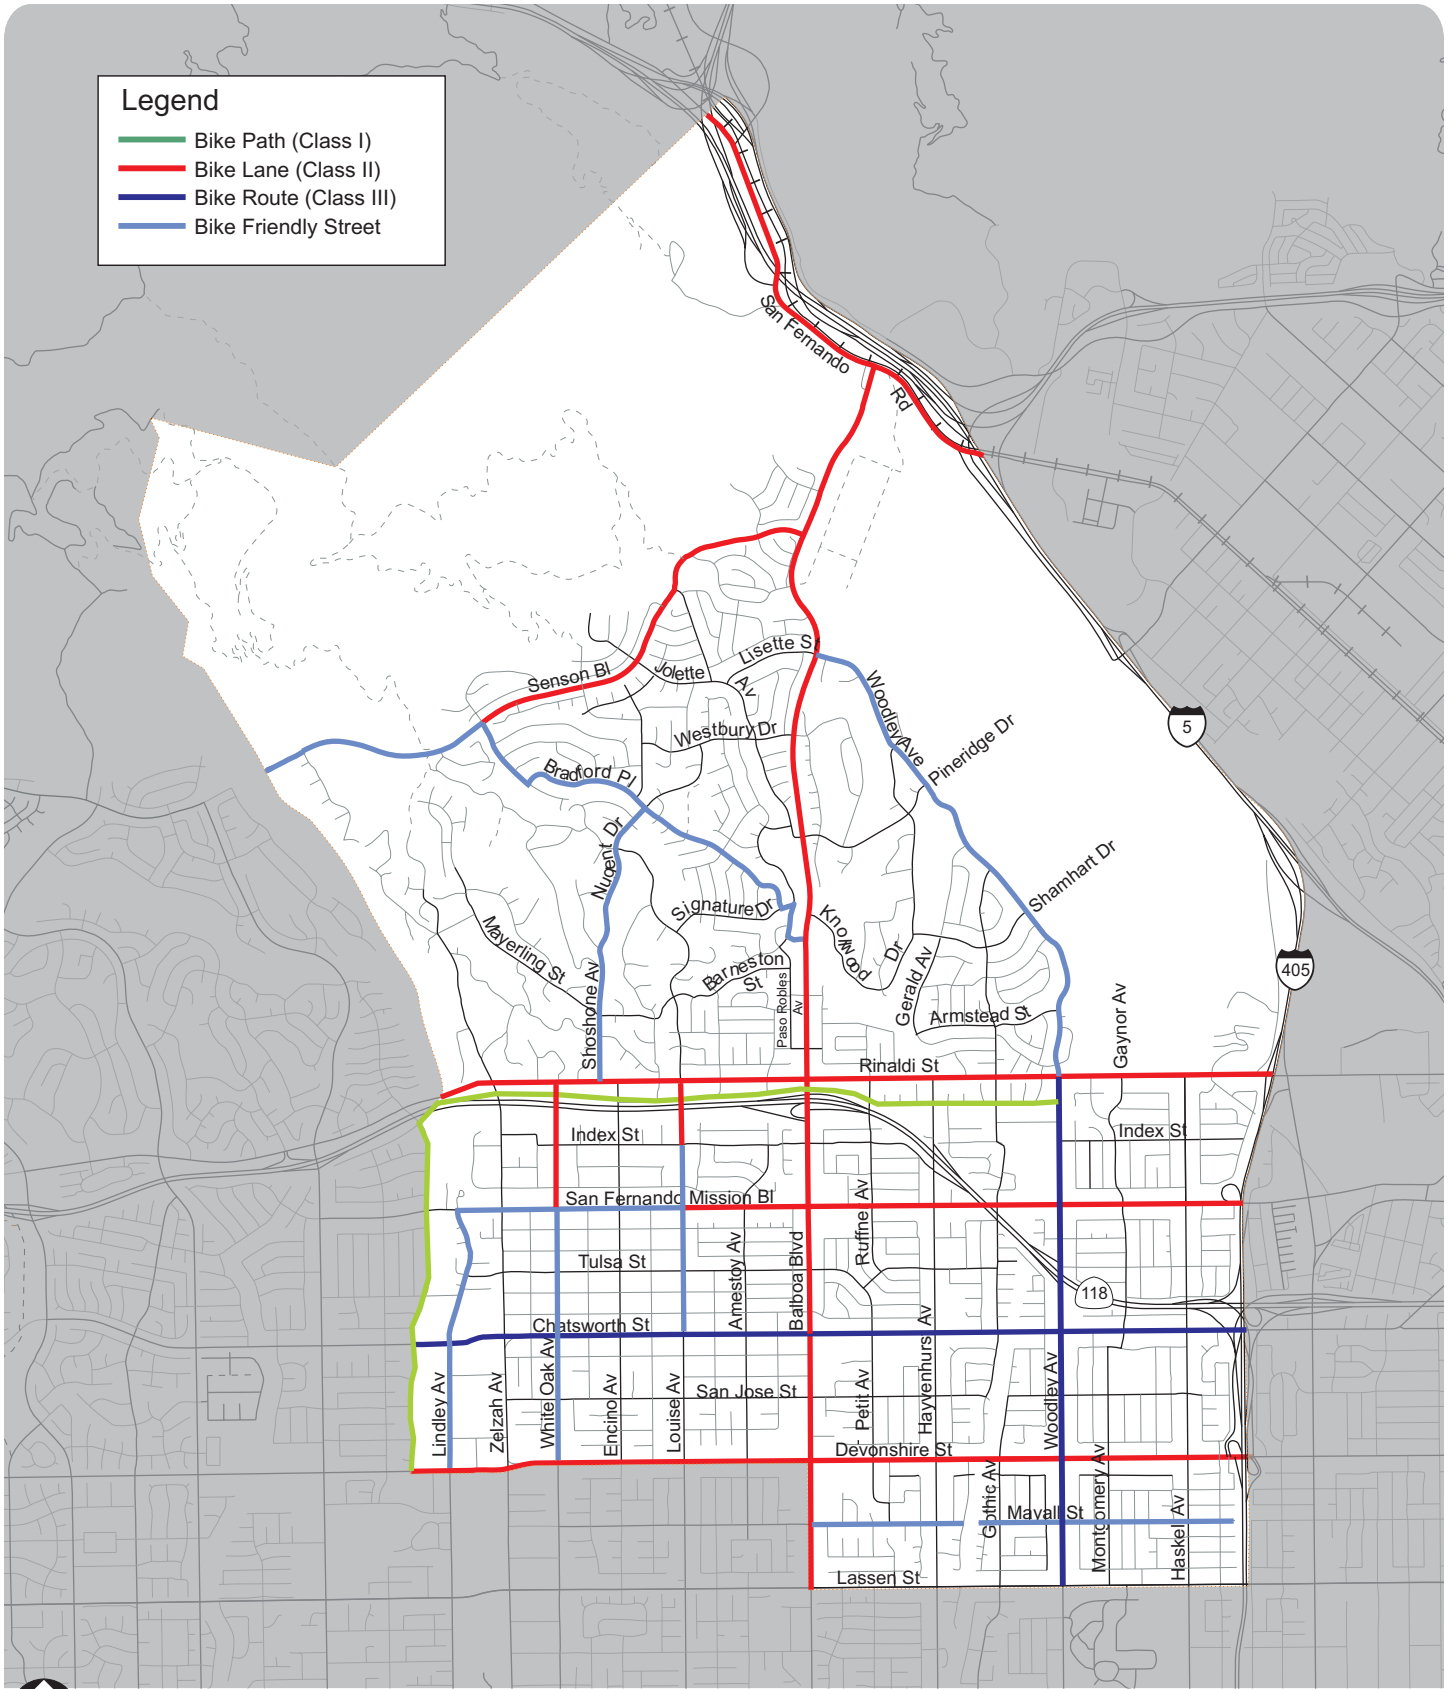 Legend
Bike Path (Class I)
Bike Lane (Class II)
Bike Route (Class III)
Bike Friendly Street
San Fernando
Rd
Lisette St
Senson Bl
Jolette
Av
Woodley Ave
Westbury Dr
Pineridge Dr
5
Bradford Pl
Nugent Dr
Shamhart Dr
Signature Dr
Knollwood
Dr
Mayerling St
Barneston
St
Gerald Av
405
Shoshone Av
Paso Robles
Av
Armstead St
Gaynor Av
Rinaldi St
Index St
Index St
San Fernando Mission Bl
Ruffner Av
Tulsa St
Amestoy Av
Balboa Blvd
118
Chatsworth St
Lindley Av
Zelzah Av
White Oak Av
Encino Av
Louise Av
San Jose St
Petit Av
Hayvenhurst Av
Woodley Av
Devonshire St
Gothic Av
Mayall St
Montgomery Av
Haskell Av
Lassen St